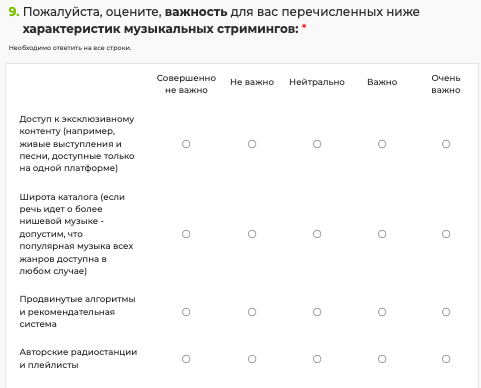 9. Пожалуйста, оцените, важность для вас перечисленных ниже
характеристик музыкальных стримингов: *
Необходимо ответить на все строки.
Совершенно не важно
Не важно
Нейтрально
Важно
Очень важно
Доступ к эксклюзивному
контенту (например,
живые выступления и
песни, доступные только
на одной платформе)
Широта каталога (если
речь идет о более
нишевой музыке -
допустим, что
популярная музыка всех
жанров доступна в
любом случае)
Продвинутые алгоритмы
и рекомендательная
система
Авторские радиостанции
и плейлисты